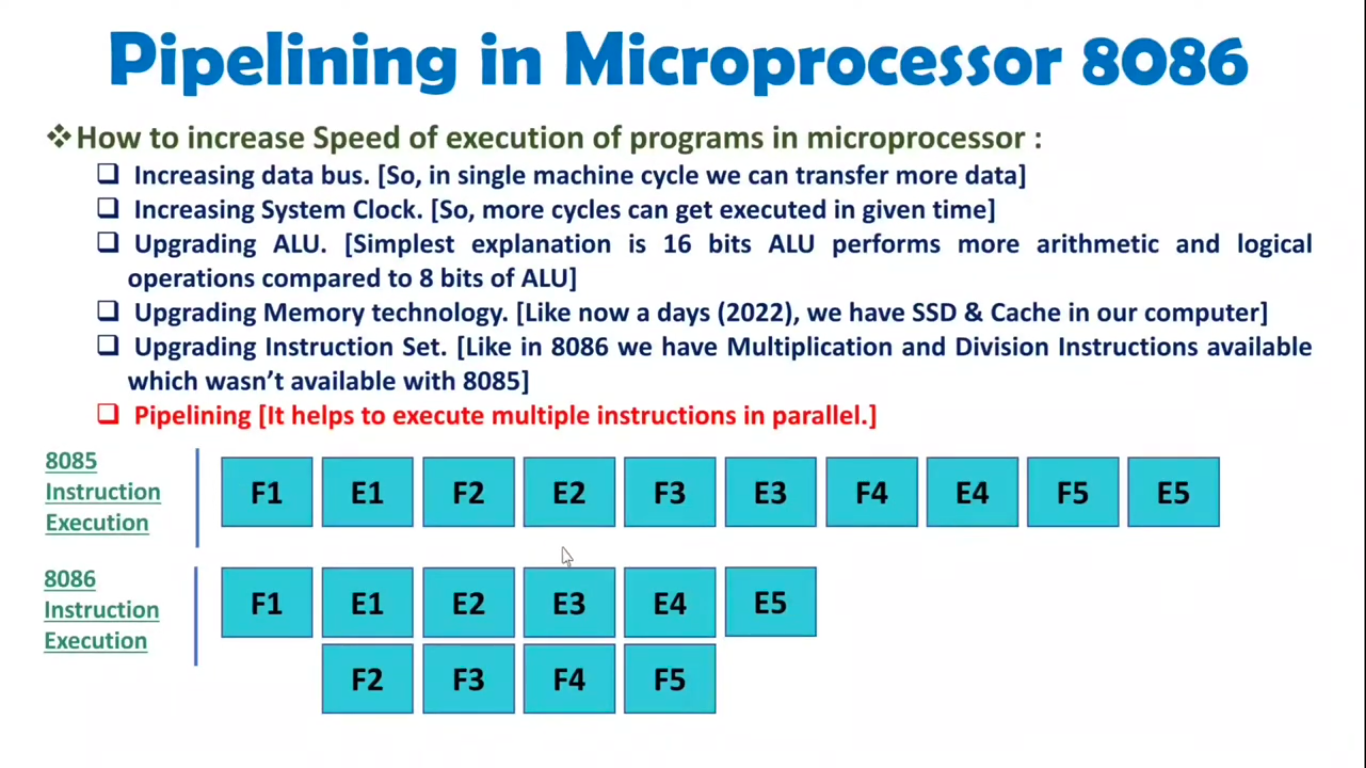 Pipelining in Microprocessor 8086
❖How to increase Speed of execution of programs in microprocessor :
❑ Increasing data bus. [So, in single machine cycle we can transfer more data]
❑ Increasing System Clock. [So, more cycles can get executed in given time]
❑ Upgrading ALU. [Simplest explanation is 16 bits ALU performs more arithmetic and logical
operations compared to 8 bits of ALU]
❑ Upgrading Memory technology. [Like now a days (2022), we have SSD & Cache in our computer]
❑ Upgrading Instruction Set. [Like in 8086 we have Multiplication and Division Instructions available
which wasn't available with 8085]
❑ Pipelining [It helps to execute multiple instructions in parallel.]
8085
Instruction
Execution
F1 E1 F2 E2 F3 E3 F4 E4 F5 E5
8086
Instruction
Execution
F1 E1 E2 E3 E4 E5
F2 F3 F4 F5